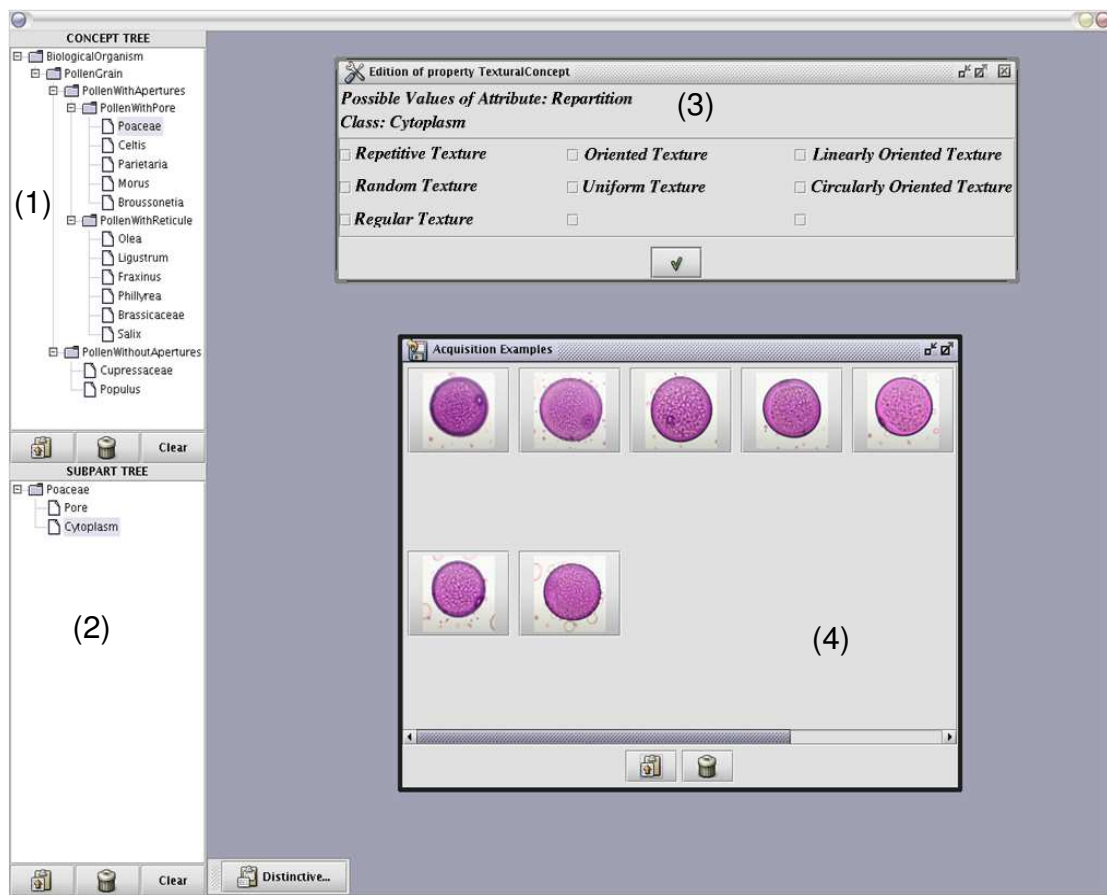 CONCEPT TREE
BiologicalOrganism
PollenGrain
PollenWithApertures
PollenWithPore
Poaceae
Celtis
Parietaria
Morus
Broussonetia
PollenWithReticule
Olea
Ligustrum
Fraxinus
Phillyrea
Brassicaceae
Salix
PollenWithoutApertures
Cupressaceae
Populus
(1)
Clear
SUBPART TREE
Poaceae
Pore
Cytoplasm
(2)
Clear
Edition of property TexturalConcept
Possible Values of Attribute: Repartition
(3)
Class: Cytoplasm
Repetitive Texture Oriented Texture Linearly Oriented Texture
Random Texture Uniform Texture Circularly Oriented Texture
Regular Texture
Acquisition Examples
(4)
Distinctive...